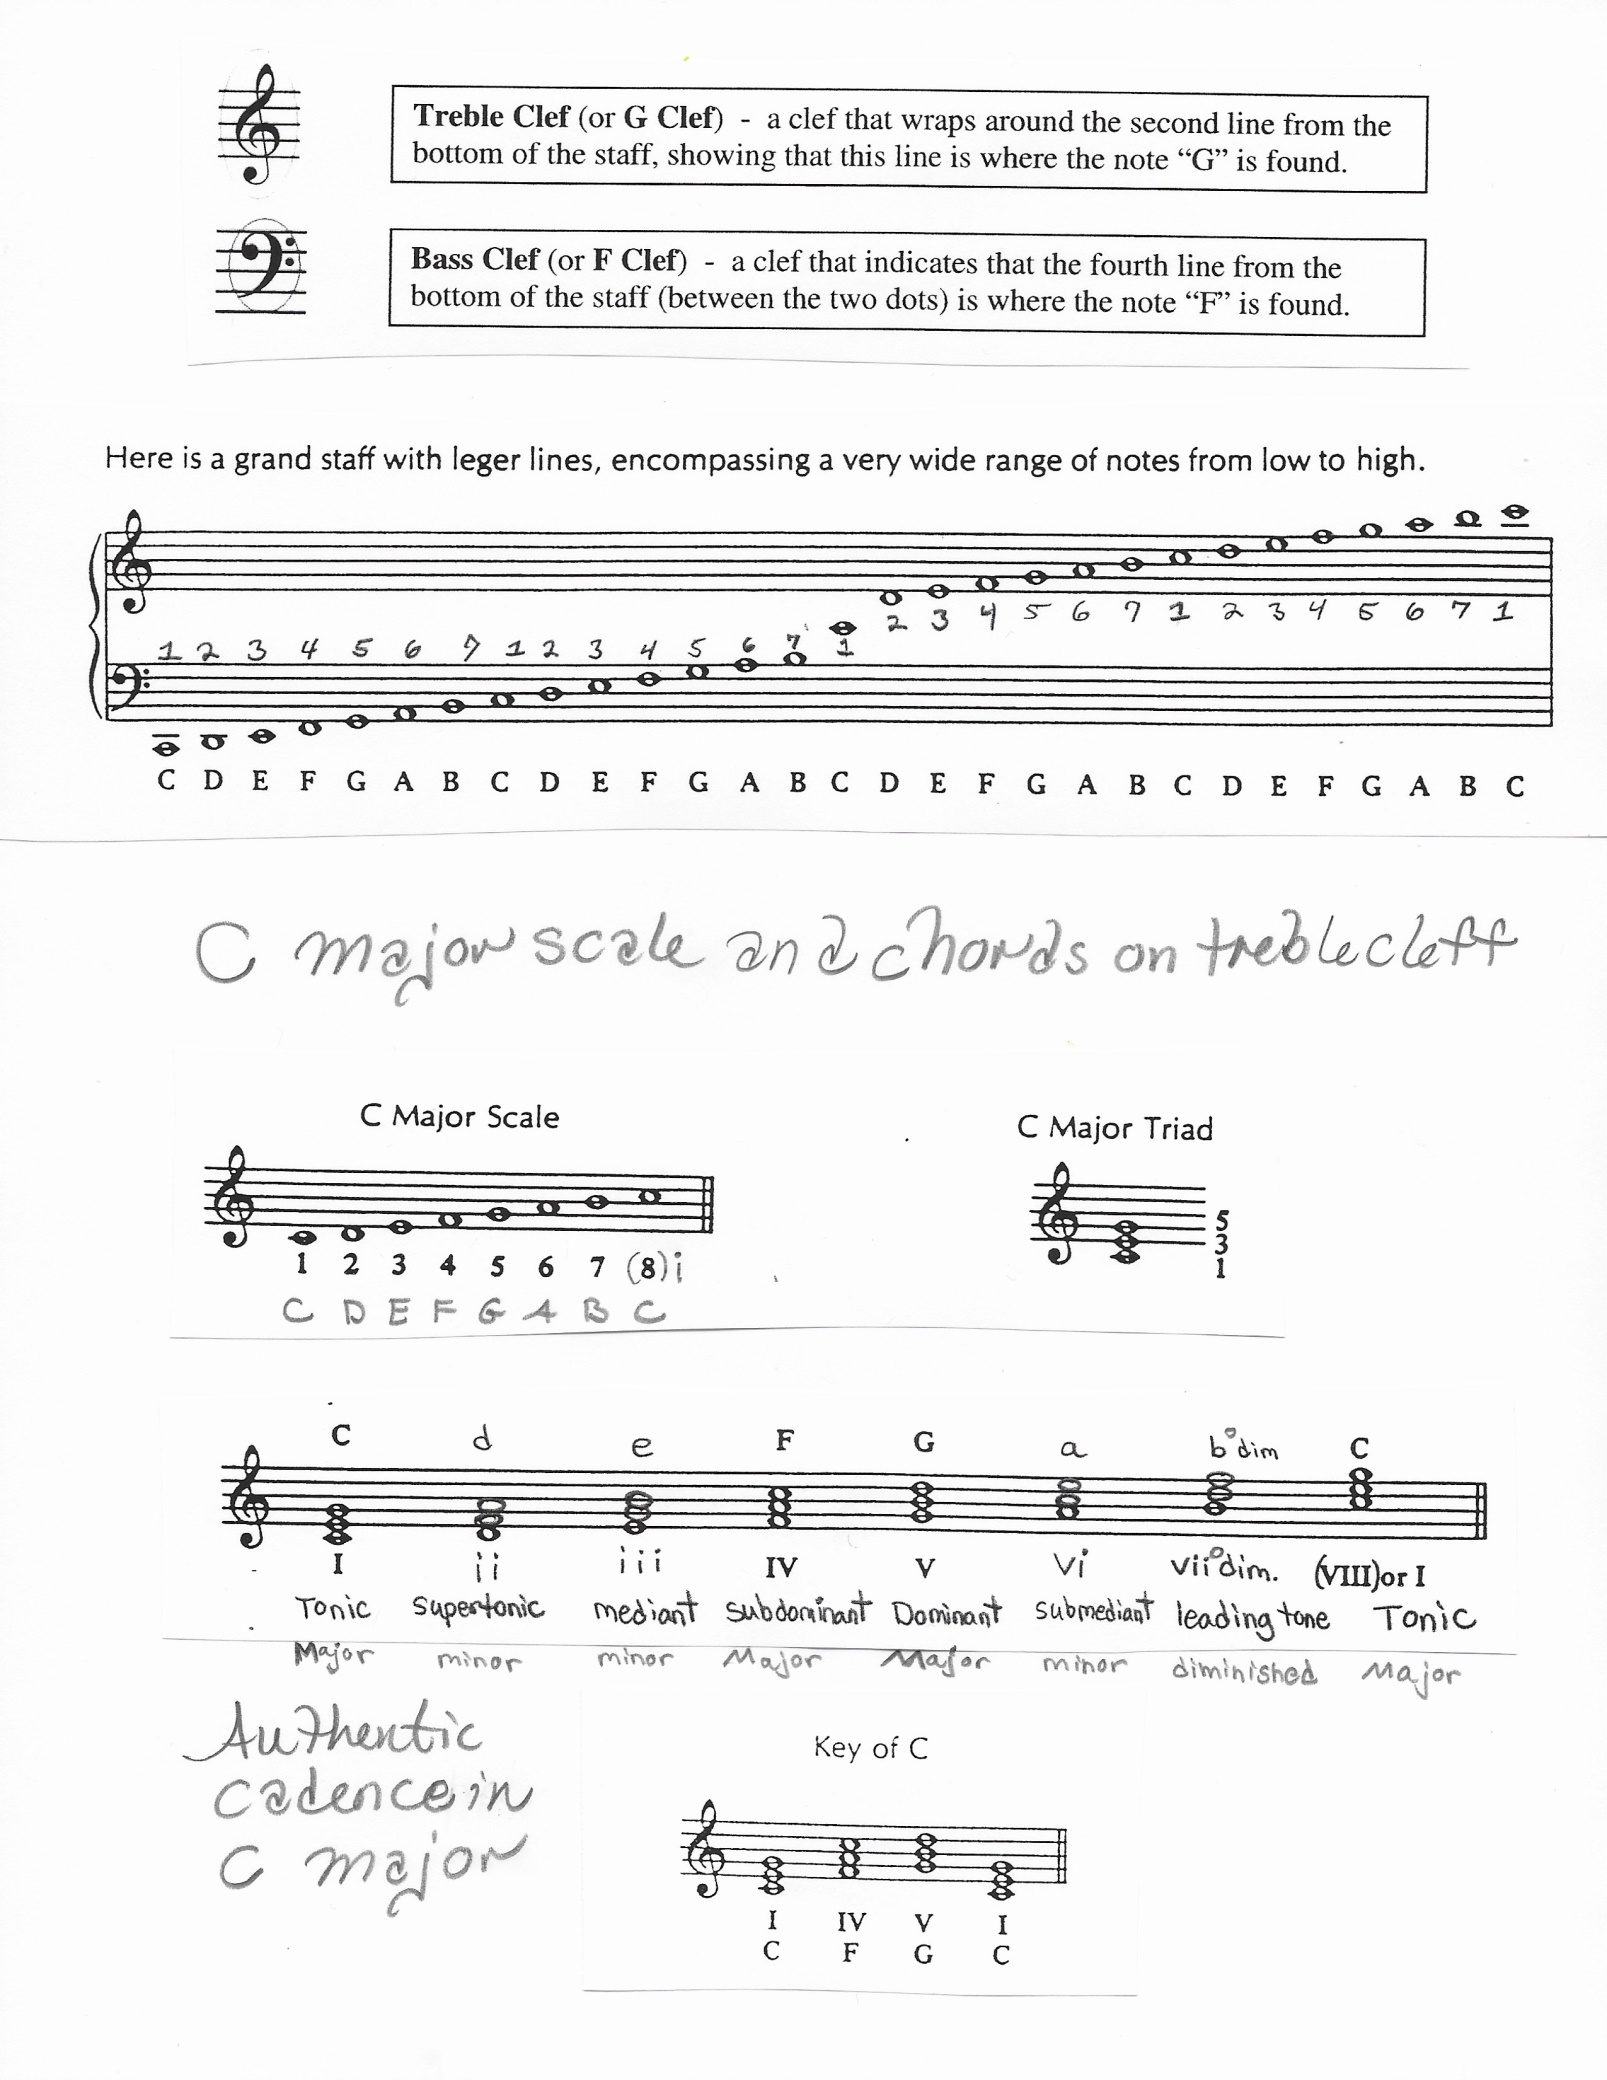 Treble Clef (or G Clef) - a clef that wraps around the second line from the
bottom of the staff, showing that this line is where the note “G” is found.
Bass Clef (or F Clef) - a clef that indicates that the fourth line from the
bottom of the staff (between the two dots) is where the note “F” is found.
Here is a grand staff with leger lines, encompassing a very wide range of notes from low to high.
2 3 4 5 6 7 1 2 3 4 5 6 7 1
1 2 3 4 5 6 7 1 2 3 4 5 6 7 1
C D E F G A B C D E F G A B C D E F G A B C D E F G A B C
C major scale and chords on treble cleff
C Major Scale
1 2 3 4 5 6 7 (8) i
C D E F G A B C
C Major Triad
5
3
1
C d e F G a b°dim C
I ii iii IV V vi vii°dim. (VIII)or I
Tonic Supertonic mediant subdominant Dominant submediant leading tone Tonic
Major minor minor Major Major minor diminished Major
Authentic
cadence in
C major
Key of C
I IV V I
C F G C